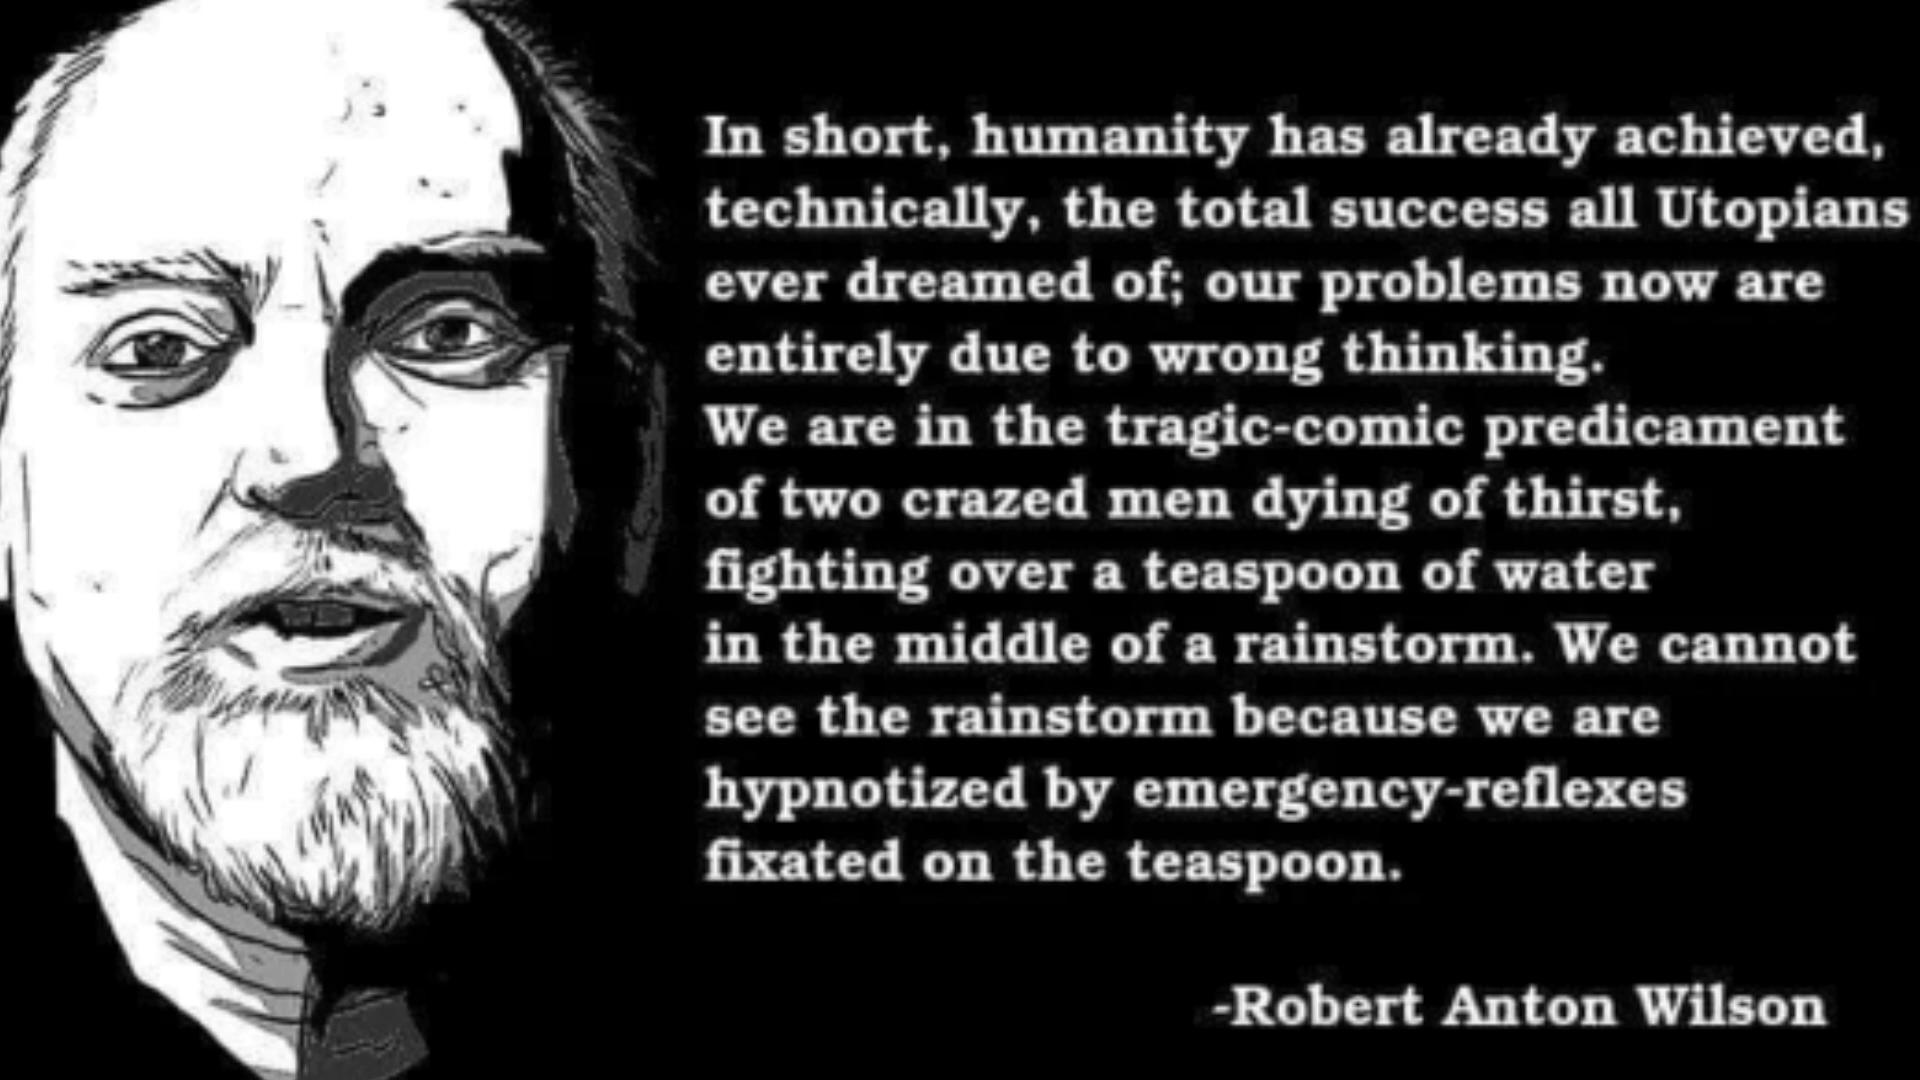 In short, humanity has already achieved,
technically, the total success all Utopians
ever dreamed of; our problems now are
entirely due to wrong thinking.
We are in the tragic-comic predicament
of two crazed men dying of thirst,
fighting over a teaspoon of water
in the middle of a rainstorm. We cannot
see the rainstorm because we are
hypnotized by emergency-reflexes
fixated on the teaspoon.
-Robert Anton Wilson